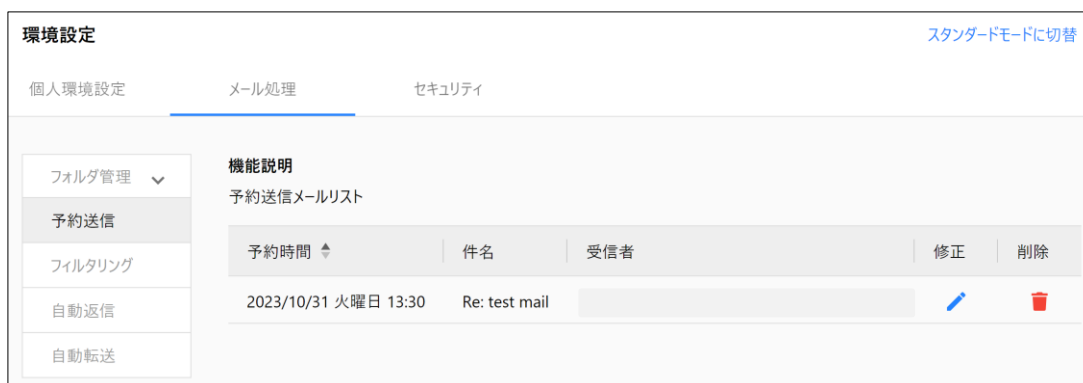 環境設定
スタンダードモードに切替
個人環境設定 メール処理 セキュリティ
フォルダ管理
予約送信
フィルタリング
自動返信
自動転送
機能説明
予約送信メールリスト
予約時間 件名 受信者 修正 削除
2023/10/31 火曜日 13:30 Re: test mail